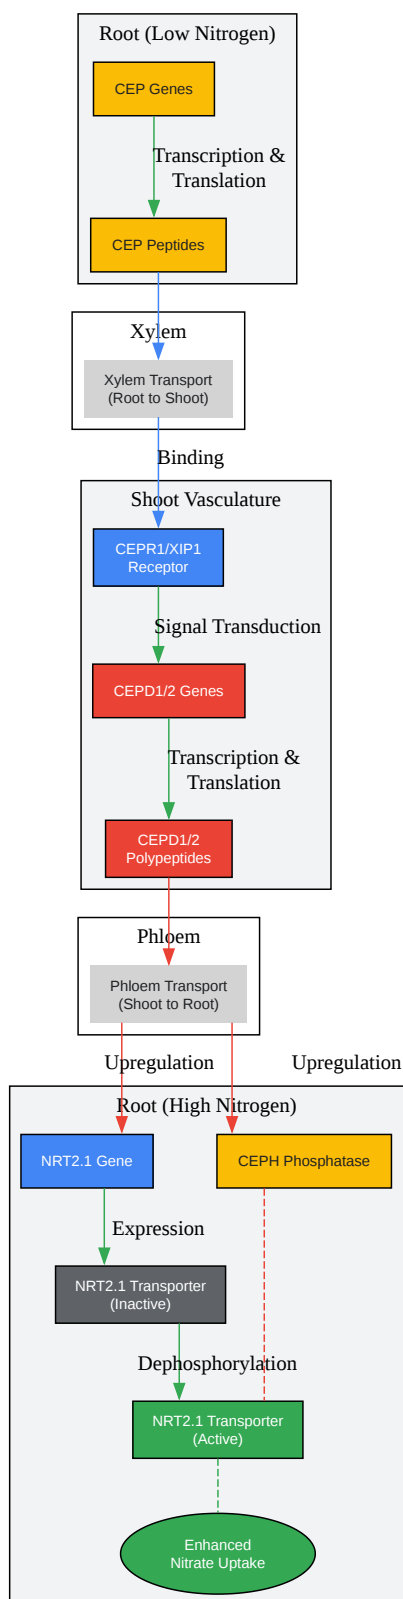 Root (Low Nitrogen)
CEP Genes
Transcription &
Translation
CEP Peptides
Xylem
Xylem Transport
(Root to Shoot)
Binding
Shoot Vasculature
CEPR1/XIP1
Receptor
Signal Transduction
CEPD1/2 Genes
Transcription &
Translation
CEPD1/2
Polypeptides
Phloem
Phloem Transport
(Shoot to Root)
Upregulation
Upregulation
Root (High Nitrogen)
NRT2.1 Gene
CEPH Phosphatase
Expression
NRT2.1 Transporter
(Inactive)
Dephosphorylation
NRT2.1 Transporter
(Active)
Enhanced
Nitrate Uptake